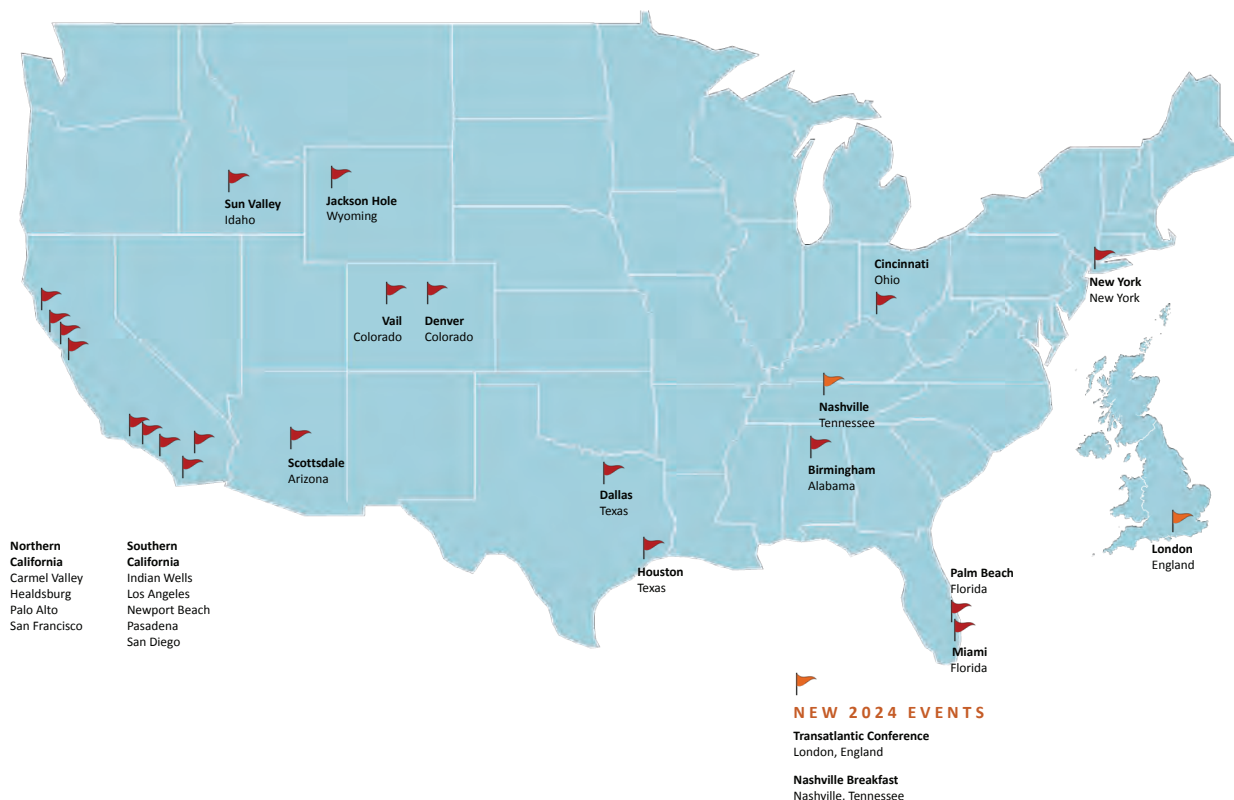 Sun Valley
Idaho
Jackson Hole
Wyoming
Vail
Colorado
Denver
Colorado
Cincinnati
Ohio
New York
New York
Nashville
Tennessee
Birmingham
Alabama
Scottsdale
Arizona
Dallas
Texas
Houston
Texas
Palm Beach
Florida
Miami
Florida
London
England
Northern
California
Carmel Valley
Healdsburg
Palo Alto
San Francisco
Southern
California
Indian Wells
Los Angeles
Newport Beach
Pasadena
San Diego
NEW 2024 EVENTS
Transatlantic Conference
London, England
Nashville Breakfast
Nashville, Tennessee